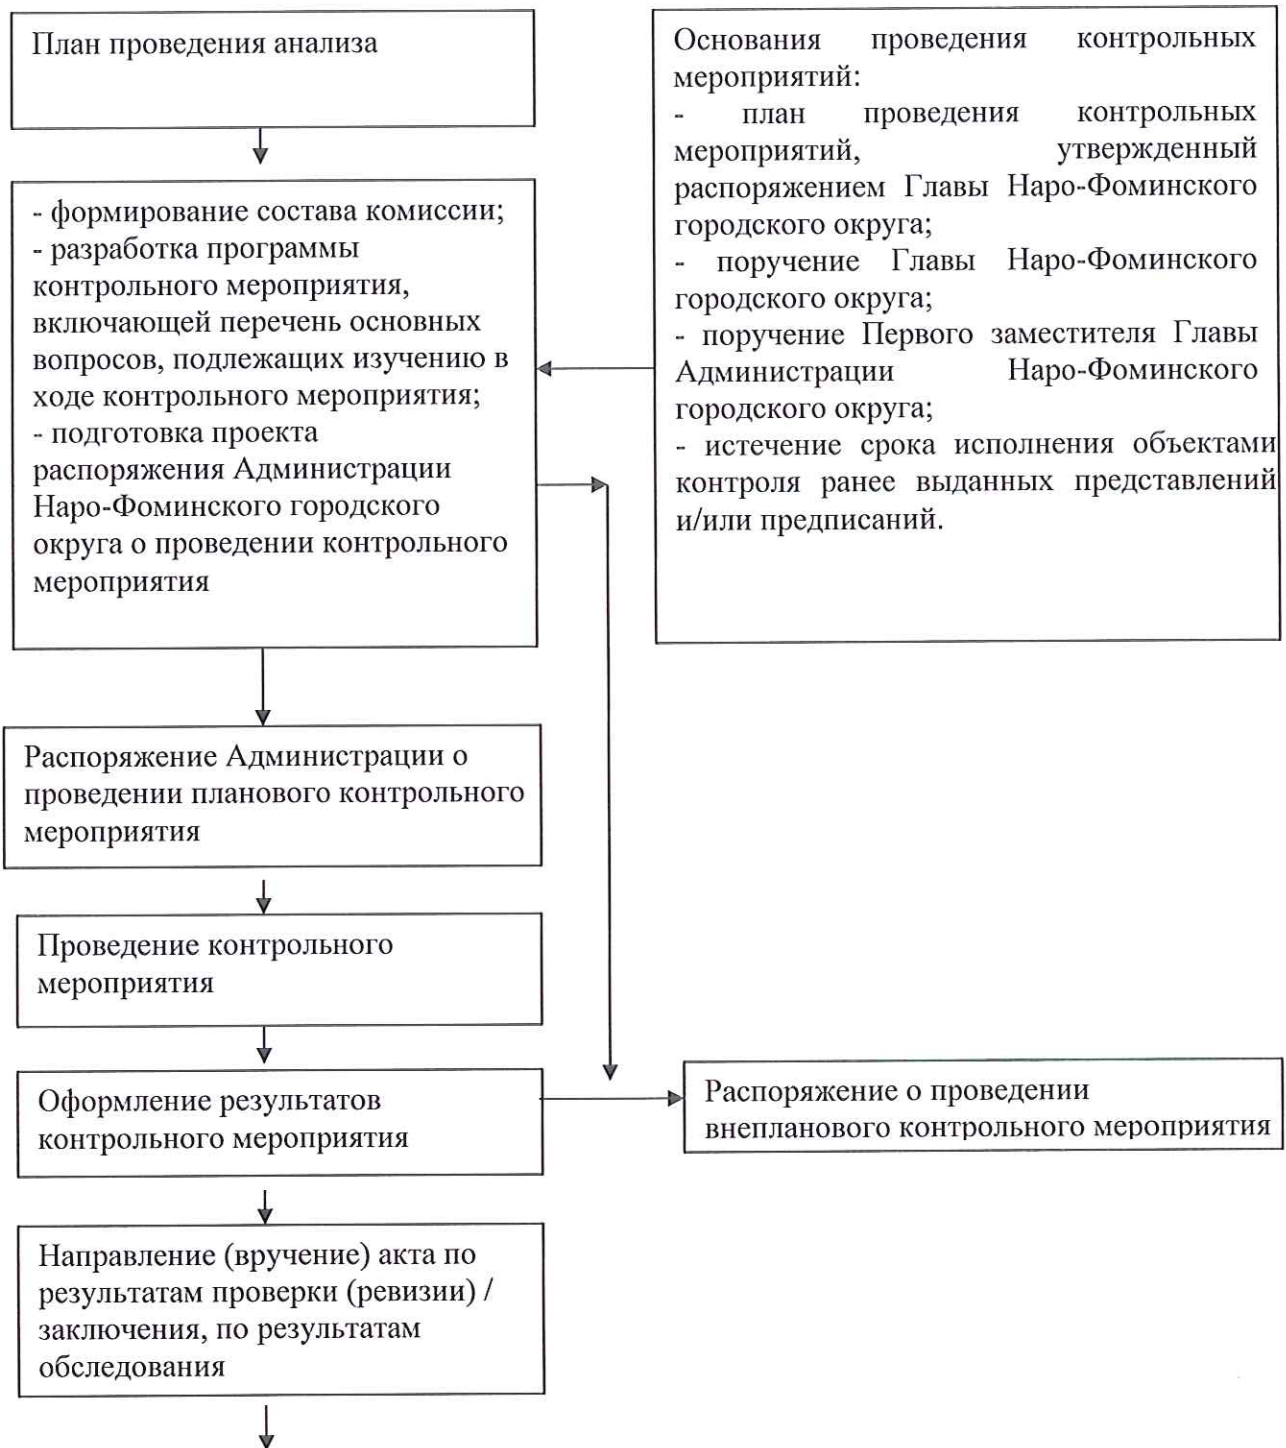 План проведения анализа
Основания проведения контрольных
мероприятий:
- план проведения контрольных
мероприятий, утвержденный
распоряжением Главы Наро-Фоминского
городского округа;
- поручение Главы Наро-Фоминского
городского округа;
- поручение Первого заместителя Главы
Администрации Наро-Фоминского
городского округа;
- истечение срока исполнения объектами
контроля ранее выданных представлений
и/или предписаний.
- формирование состава комиссии;
- разработка программы
контрольного мероприятия,
включающей перечень основных
вопросов, подлежащих изучению в
ходе контрольного мероприятия;
- подготовка проекта
распоряжения Администрации
Наро-Фоминского городского
округа о проведении контрольного
мероприятия
Распоряжение Администрации о
проведении планового контрольного
мероприятия
Проведение контрольного
мероприятия
Оформление результатов
контрольного мероприятия
Распоряжение о проведении
внепланового контрольного мероприятия
Направление (вручение) акта по
результатам проверки (ревизии) /
заключения, по результатам
обследования